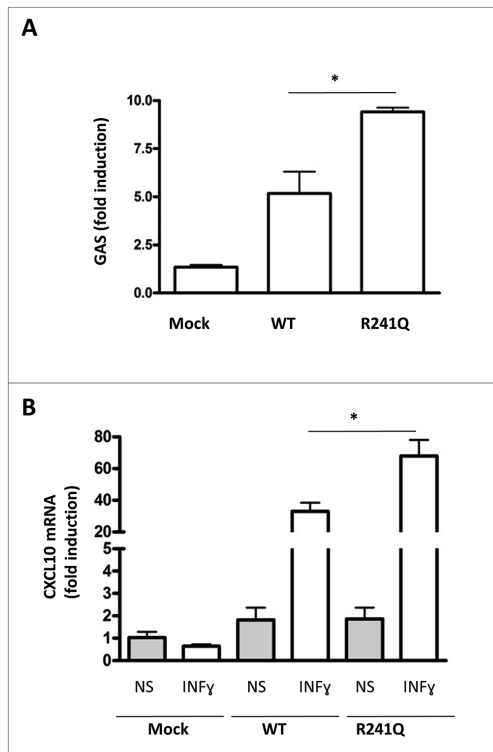 A
*
GAS (fold induction)
10.0
7.5
5.0
2.5
0.0
Mock WT R241Q
B
*
CXCL10 mRNA
(fold induction)
80
60
40
20
5
4
3
2
1
0
NS INFɣ NS INFɣ NS INFɣ
Mock WT R241Q